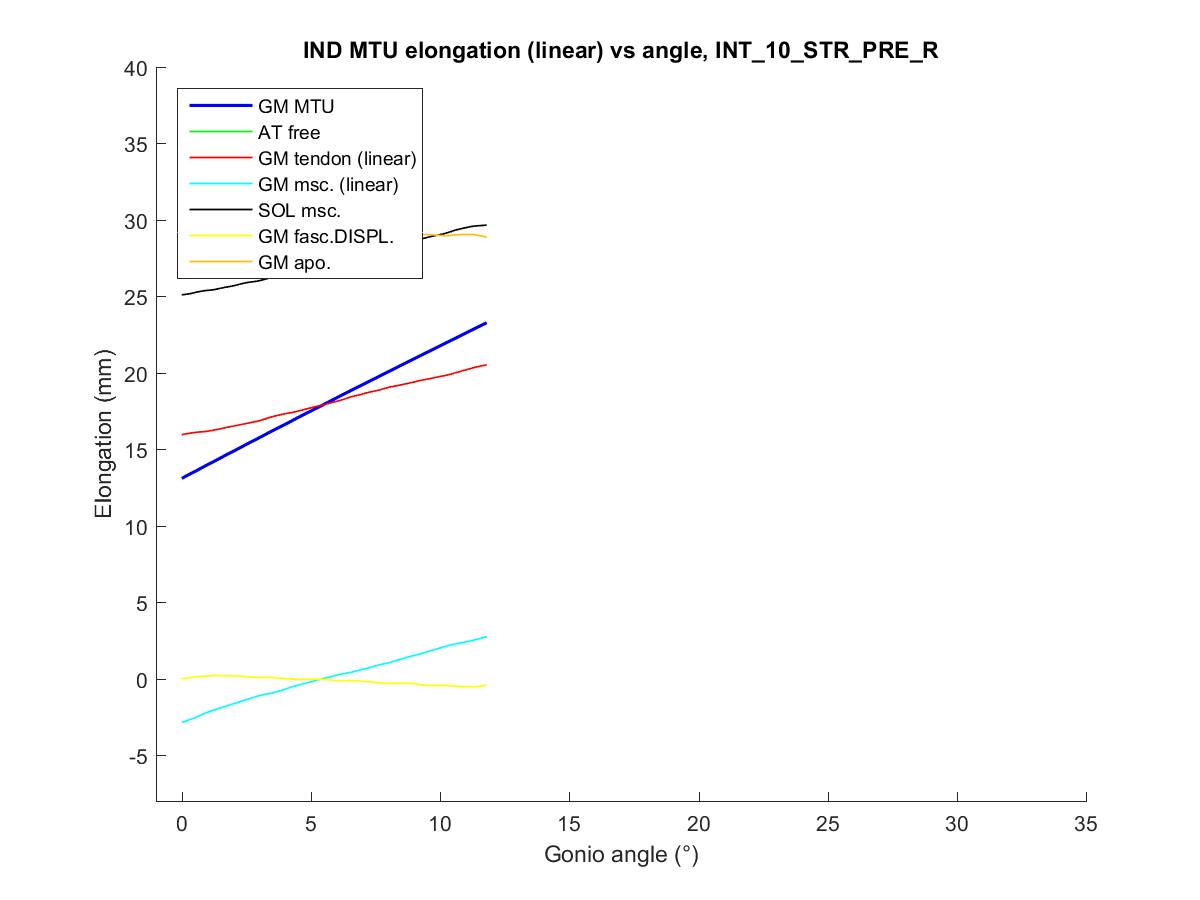 IND MTU elongation (linear) vs angle, INT_10_STR_PRE_R
40
35
30
25
20
15
10
5
0
-5
Elongation (mm)
GM MTU
AT free
GM tendon (linear)
GM msc. (linear)
SOL msc.
GM fasc.DISPL.
GM apo.
0 5 10 15 20 25 30 35
Gonio angle (°)